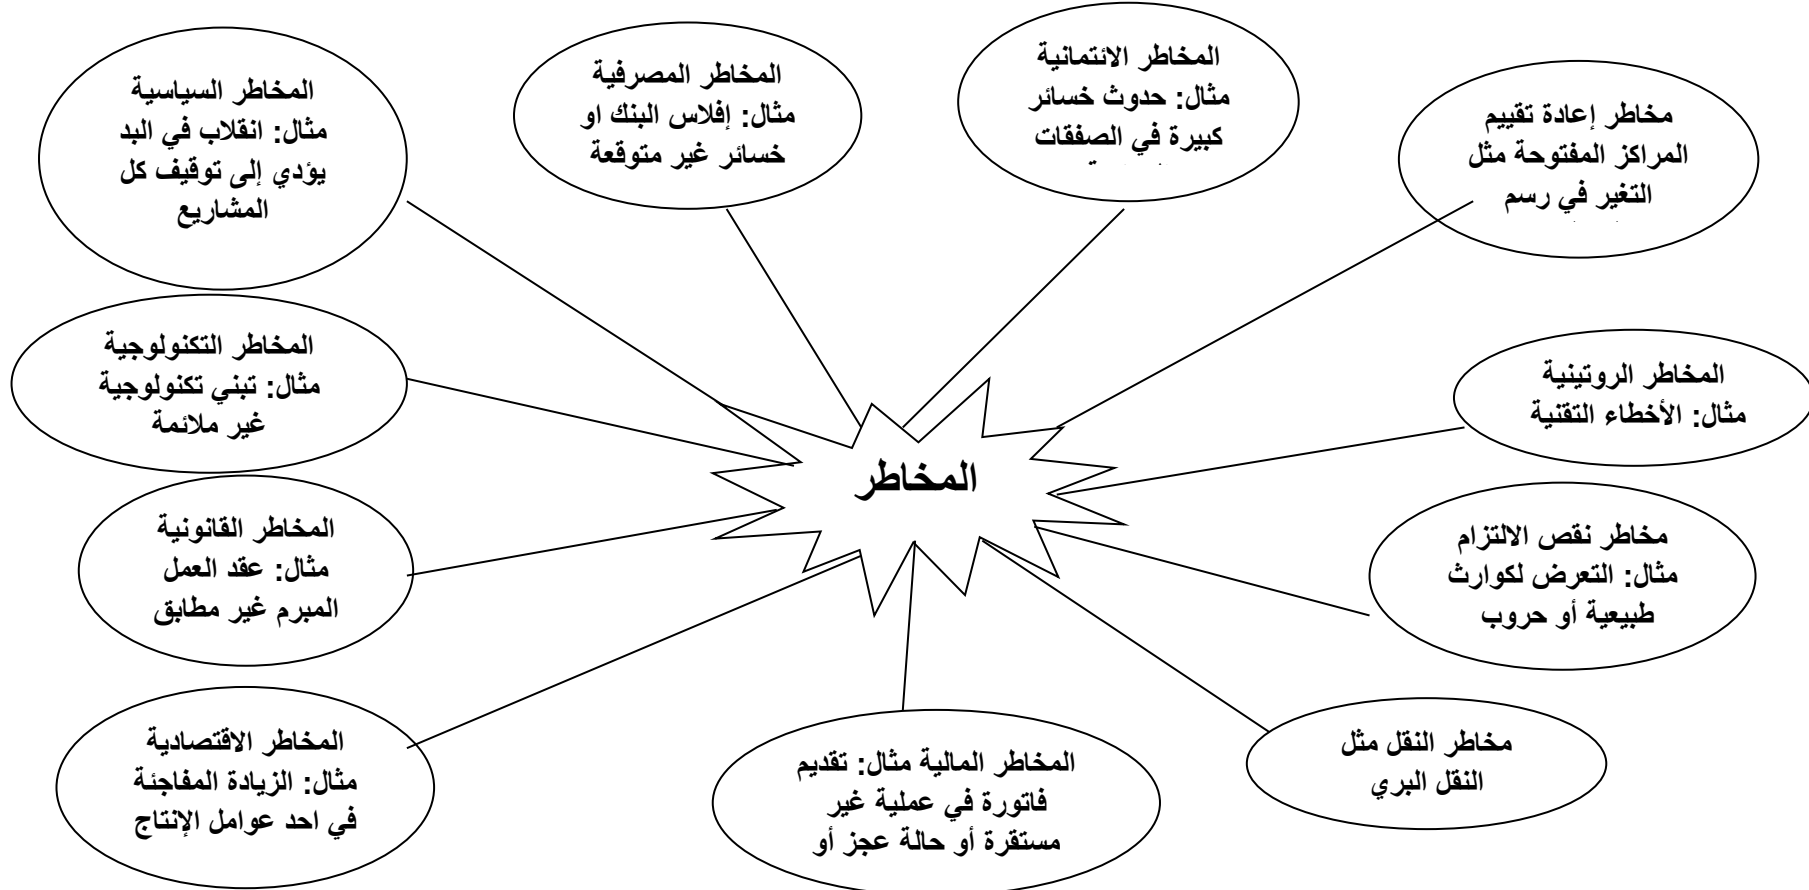 المخاطر الائتمانية
مثال: حدوث خسائر
كبيرة في الصفقات
المخاطر المصرفية
مثال: إفلاس البنك او
خسائر غير متوقعة
المخاطر السياسية
مثال: انقلاب في البد
يؤدي إلى توقيف كل
المشاريع
مخاطر إعادة تقييم
المراكز المفتوحة مثل
التغير في رسم
المخاطر التكنولوجية
مثال: تبني تكنولوجية
غير ملائمة
المخاطر الروتينية
مثال: الأخطاء التقنية
المخاطر
المخاطر القانونية
مثال: عقد العمل
المبرم غير مطابق
مخاطر نقص الالتزام
مثال: التعرض لكوارث
طبيعية أو حروب
المخاطر الاقتصادية
مثال: الزيادة المفاجئة
في احد عوامل الإنتاج
المخاطر المالية مثال: تقديم
فاتورة في عملية غير
مستقرة أو حالة عجز أو
مخاطر النقل مثل
النقل البري